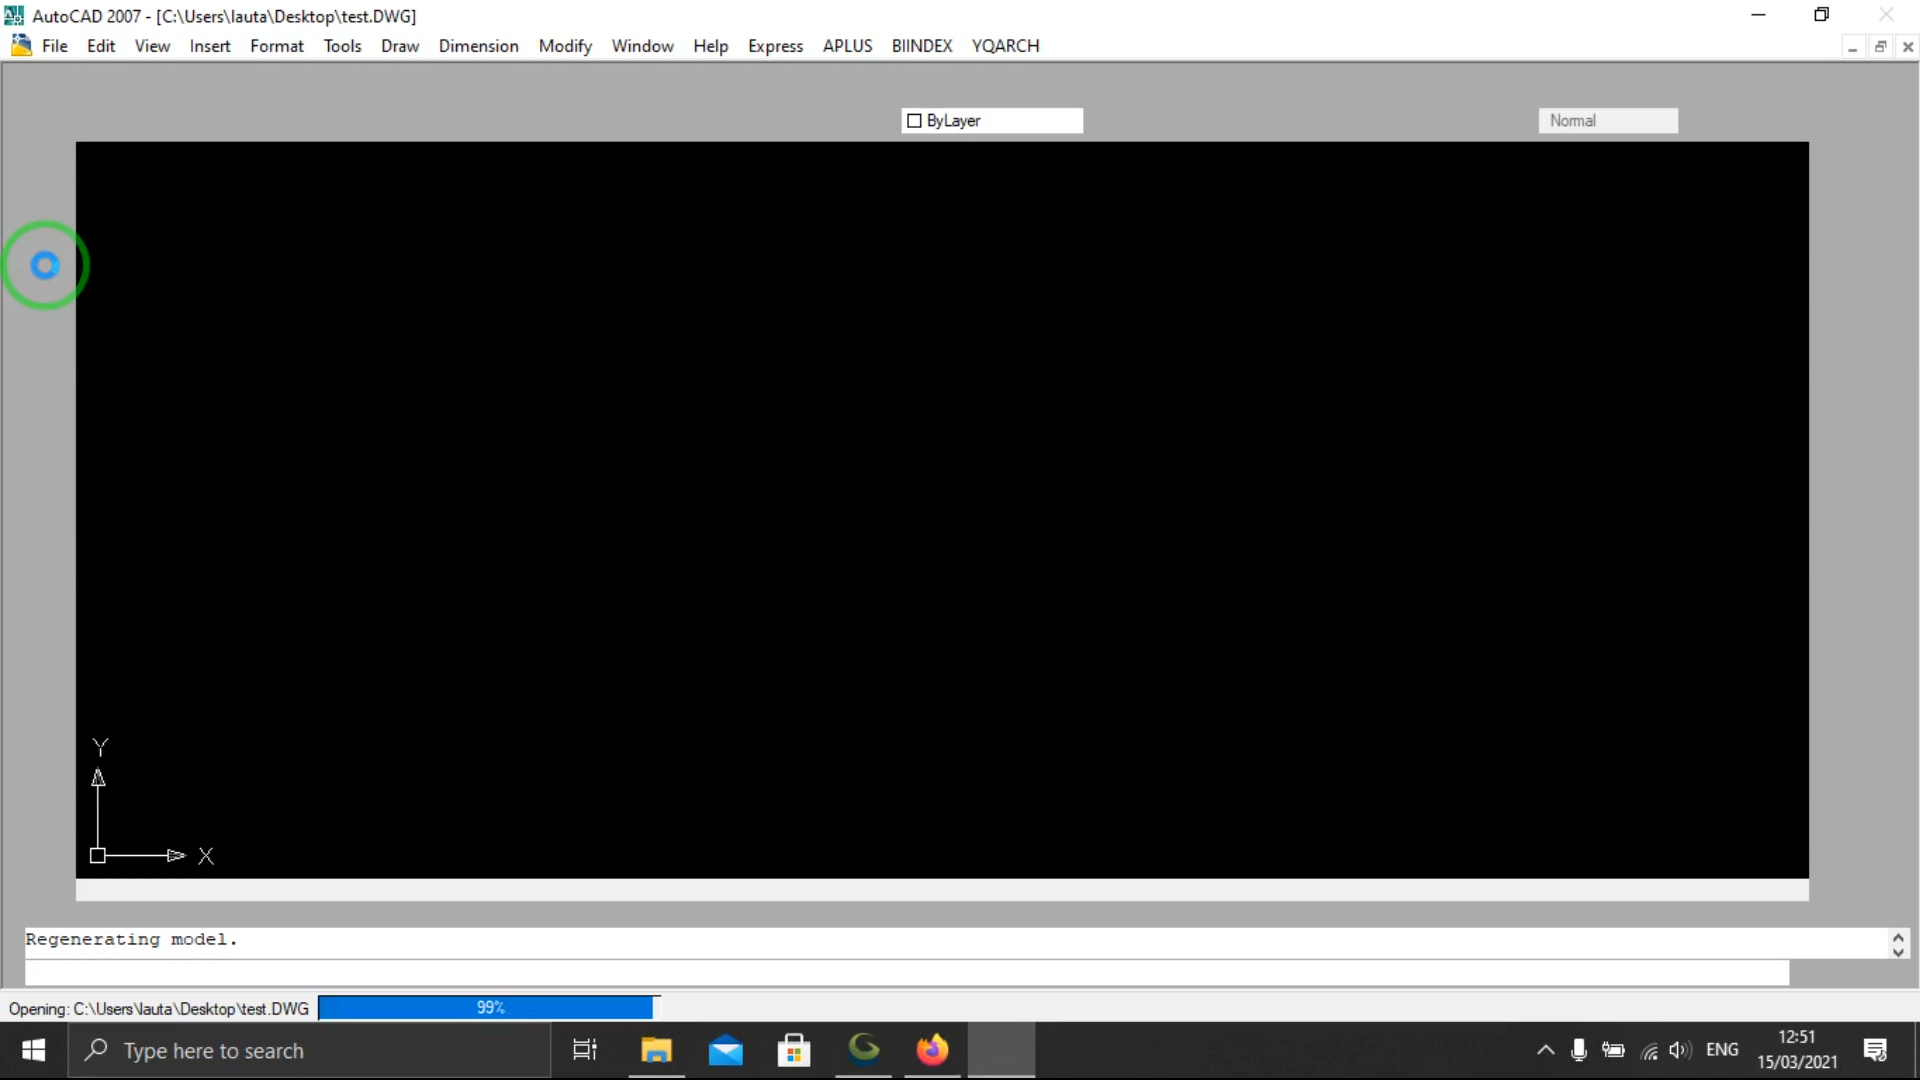 AutoCAD 2007 - [C:\Users\lauta\Desktop\test.DWG]
File Edit View Insert Format Tools Draw Dimension Modify Window Help Express APLUS BIINDEX YQARCH
ByLayer Normal
Y
X
Regenerating model.
Opening: C:\Users\lauta\Desktop\test.DWG 99%
Type here to search
ENG
12:51
15/03/2021